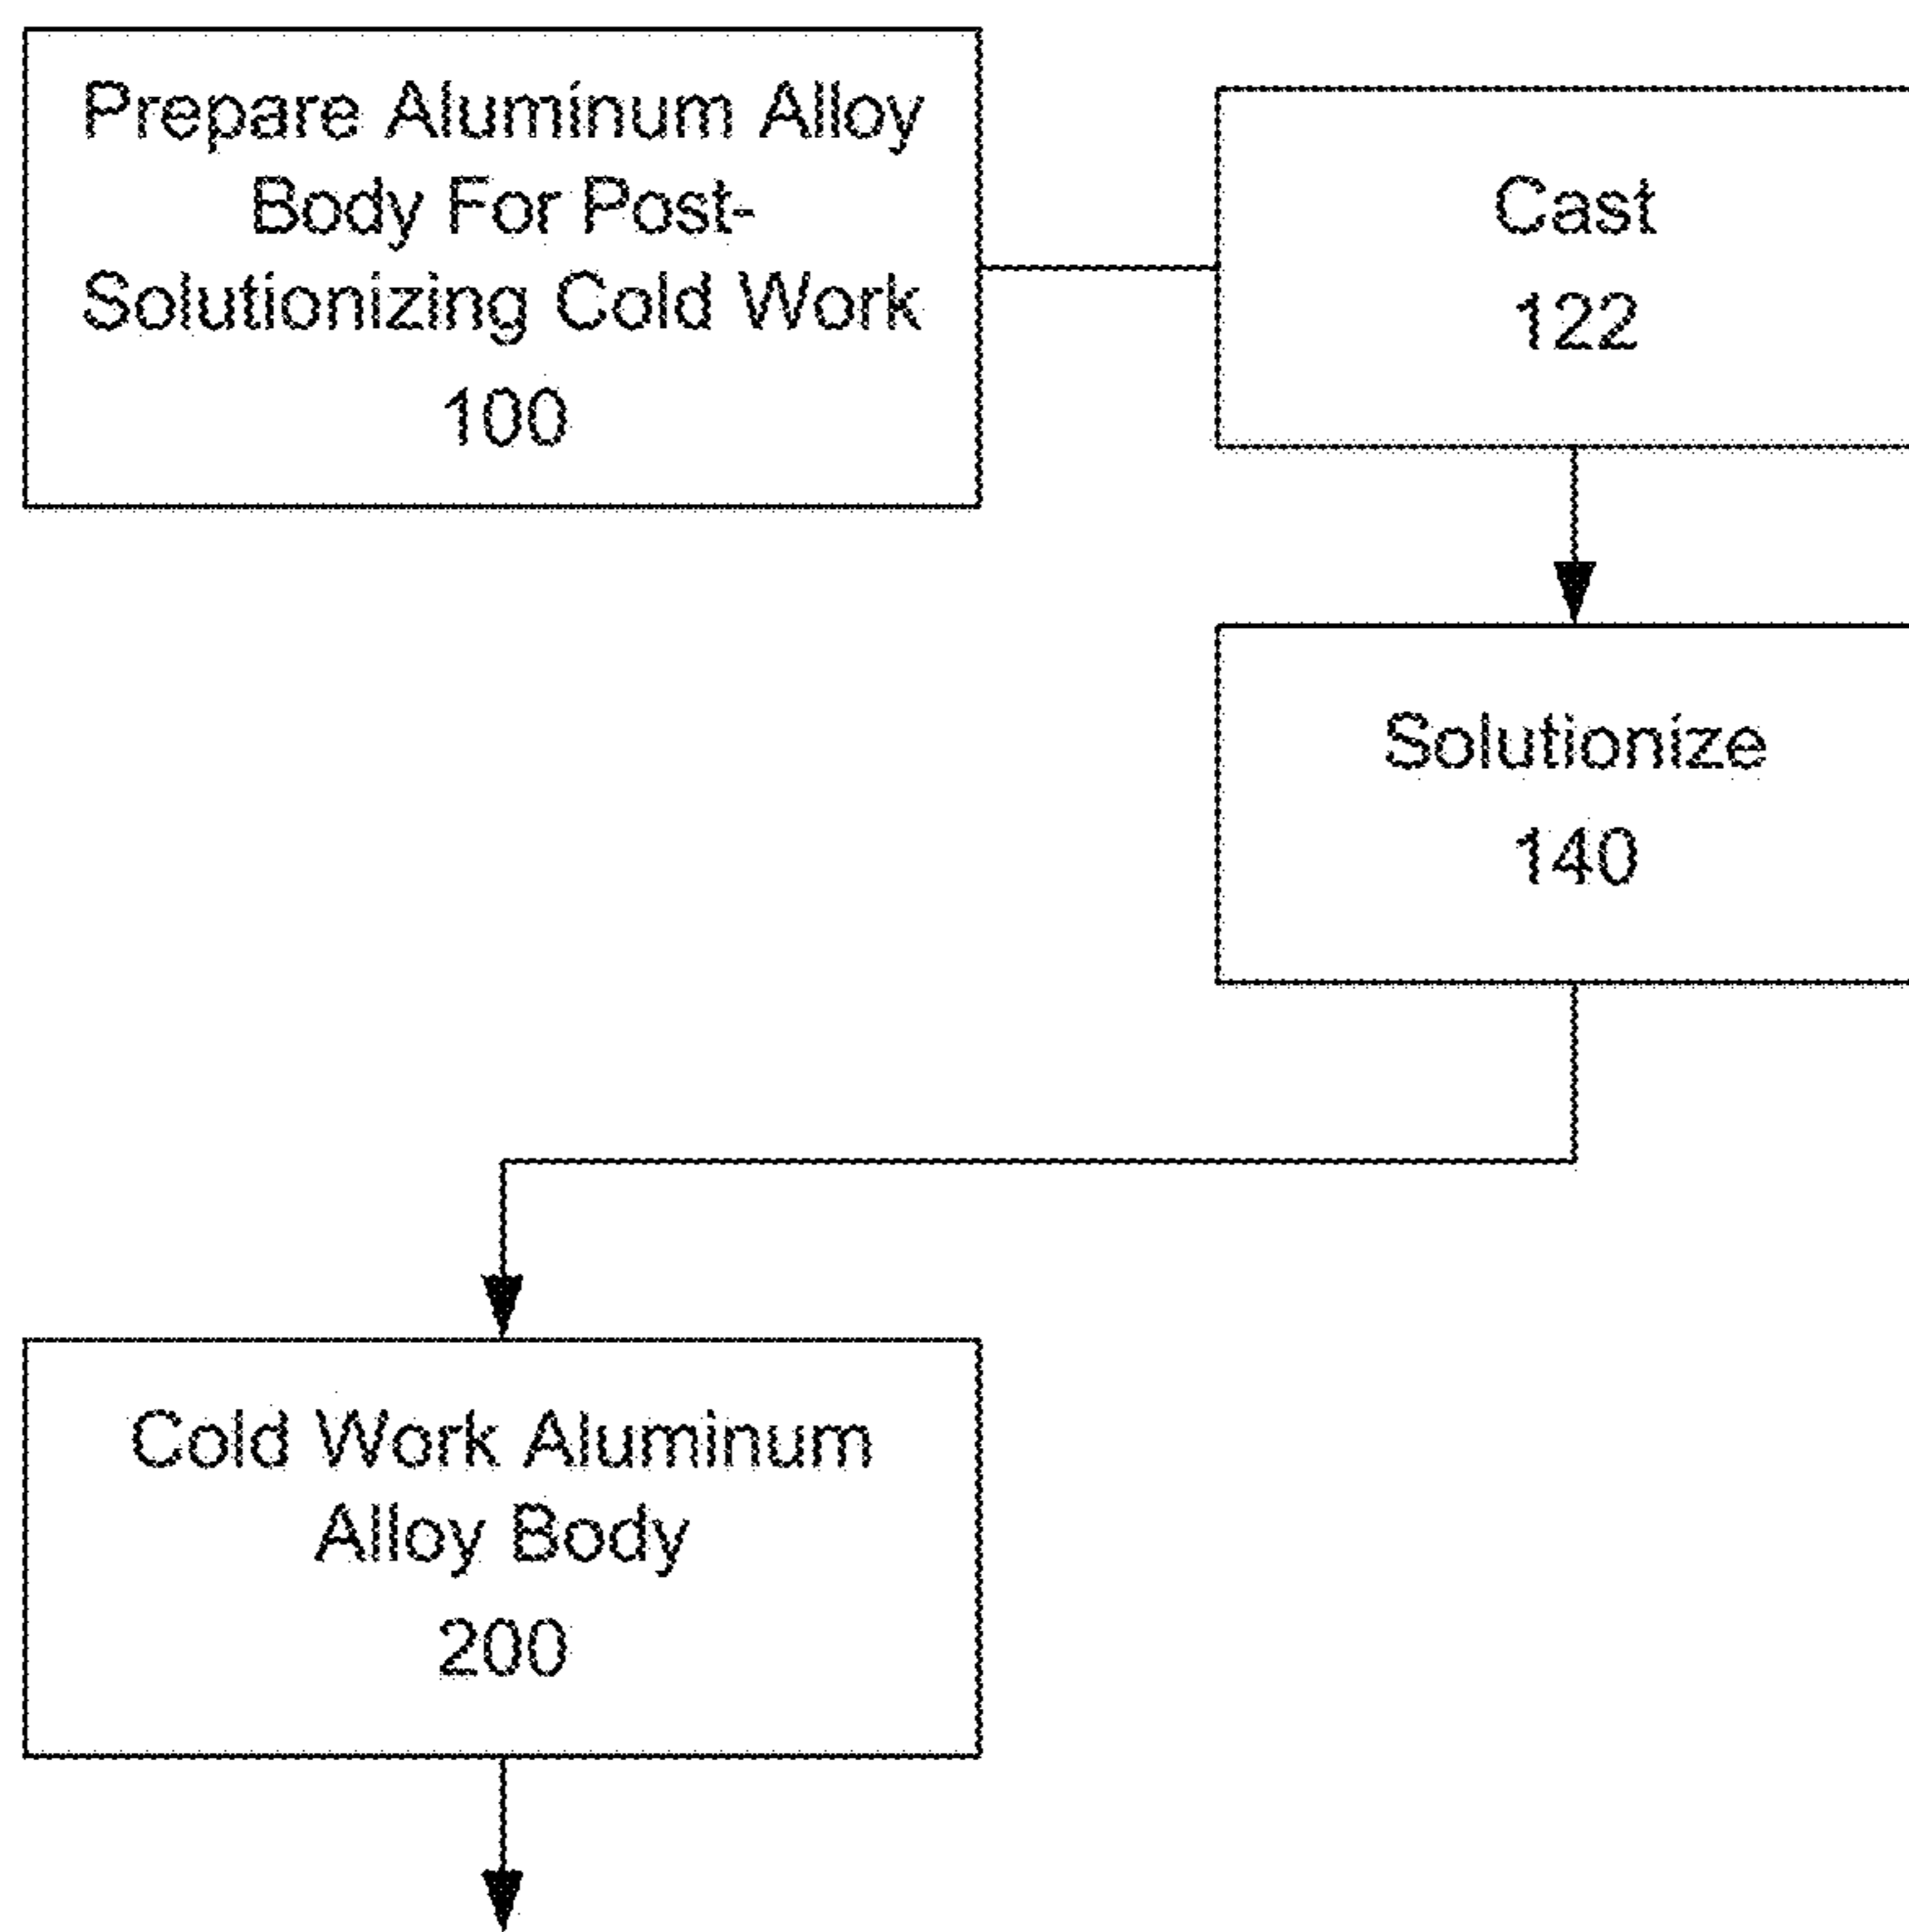 Prepare Aluminum Alloy
Body For Post-
Solutionizing Cold Work
100
Cast
122
Solutionize
140
Cold Work Aluminum
Alloy Body
200